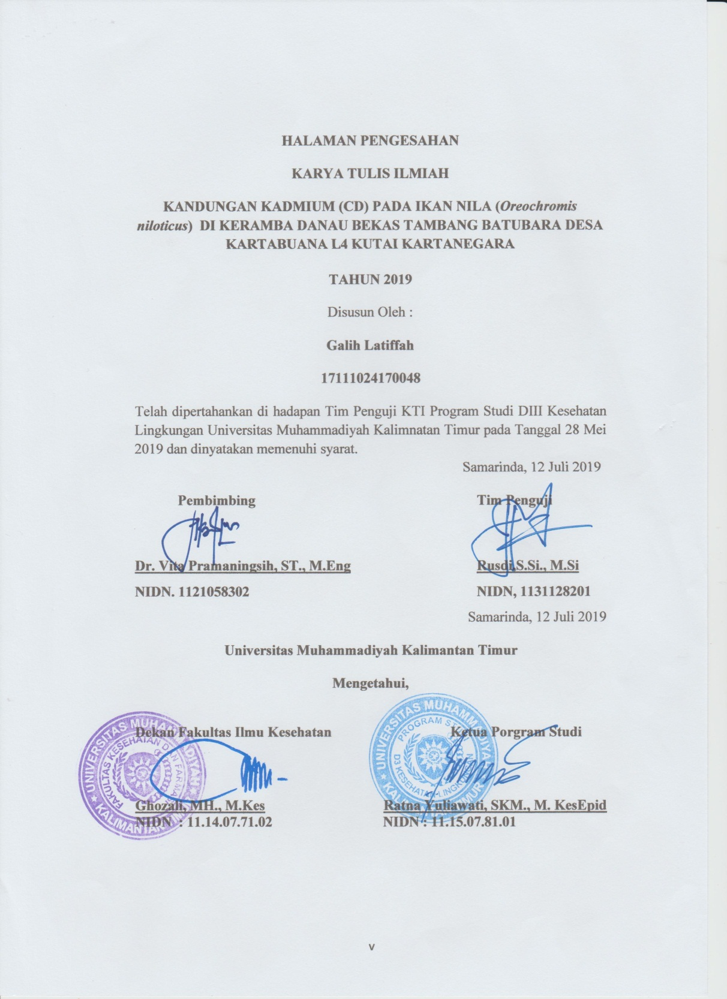 HALAMAN PENGESAHAN
KARYA TULIS ILMIAH
KANDUNGAN KADMIUM (CD) PADA IKAN NILA (Oreochromis
niloticus) DI KERAMBA DANAU BEKAS TAMBANG BATUBARA DESA
KARTABUANA L4 KUTAI KARTANEGARA
TAHUN 2019
Disusun Oleh :
Galih Latiffah
17111024170048
Telah dipertahankan di hadapan Tim Penguji KTI Program Studi DIII Kesehatan
Lingkungan Universitas Muhammadiyah Kalimnatan Timur pada Tanggal 28 Mei
2019 dan dinyatakan memenuhi syarat.
Samarinda, 12 Juli 2019
Pembimbing
Tim Penguji
Dr. Vita Pramaningsih, ST., M.Eng
Rusdi,S.Si., M.Si
NIDN. 1121058302
NIDN, 1131128201
Samarinda, 12 Juli 2019
Universitas Muhammadiyah Kalimantan Timur
Mengetahui,
Dekan Fakultas Ilmu Kesehatan
Ketua Porgram Studi
UNIVERSITAS MUHAMMADIYAH
FAKULTAS KESEHATAN DAN FARMASI
KALIMANTAN TIMUR
UNIVERSITAS MUHAMMADIYAH
PROGRAM STUDI
D3 KESEHATAN LINGKUNGAN
KALIMANTAN TIMUR
Ghozali, MH., M.Kes
Ratna Yuliawati, SKM., M. KesEpid
NIDN : 11.14.07.71.02
NIDN : 11.15.07.81.01
v